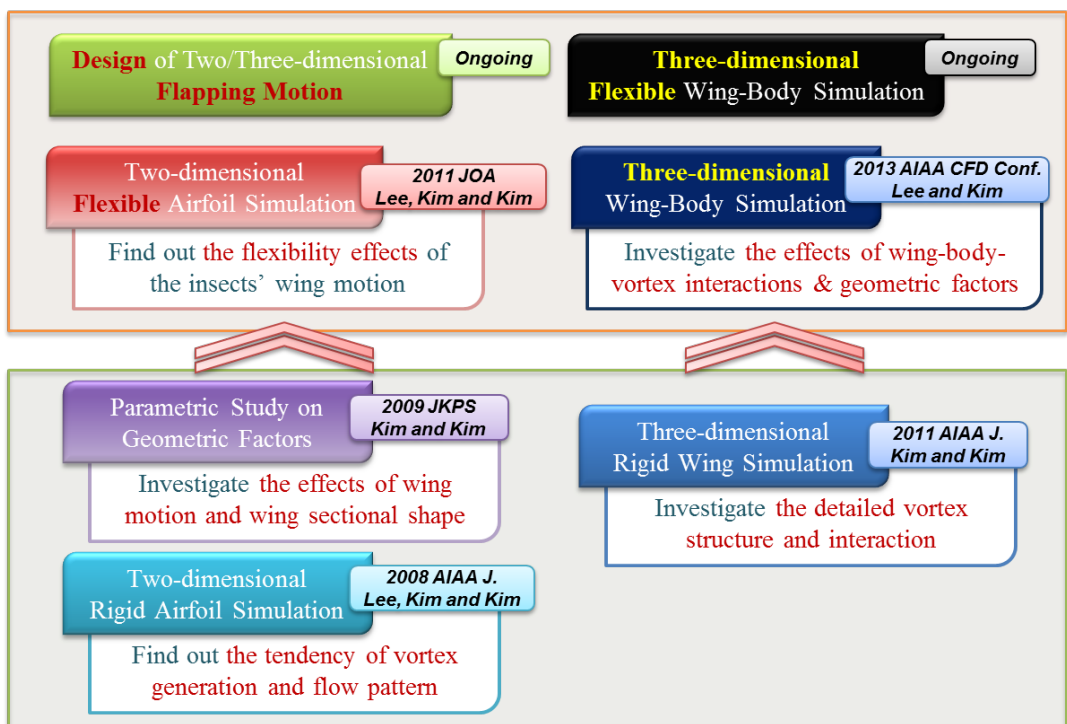 Design of Two/Three-dimensional
Flapping Motion
Ongoing
Three-dimensional
Flexible Wing-Body Simulation
Ongoing
Two-dimensional
Flexible Airfoil Simulation
2011 JOA
Lee, Kim and Kim
Find out the flexibility effects of
the insects' wing motion
Three-dimensional
Wing-Body Simulation
2013 AIAA CFD Conf.
Lee and Kim
Investigate the effects of wing-body-
vortex interactions & geometric factors
Parametric Study on
Geometric Factors
2009 JKPS
Kim and Kim
Investigate the effects of wing
motion and wing sectional shape
Three-dimensional
Rigid Wing Simulation
2011 AIAA J.
Kim and Kim
Investigate the detailed vortex
structure and interaction
Two-dimensional
Rigid Airfoil Simulation
2008 AIAA J.
Lee, Kim and Kim
Find out the tendency of vortex
generation and flow pattern